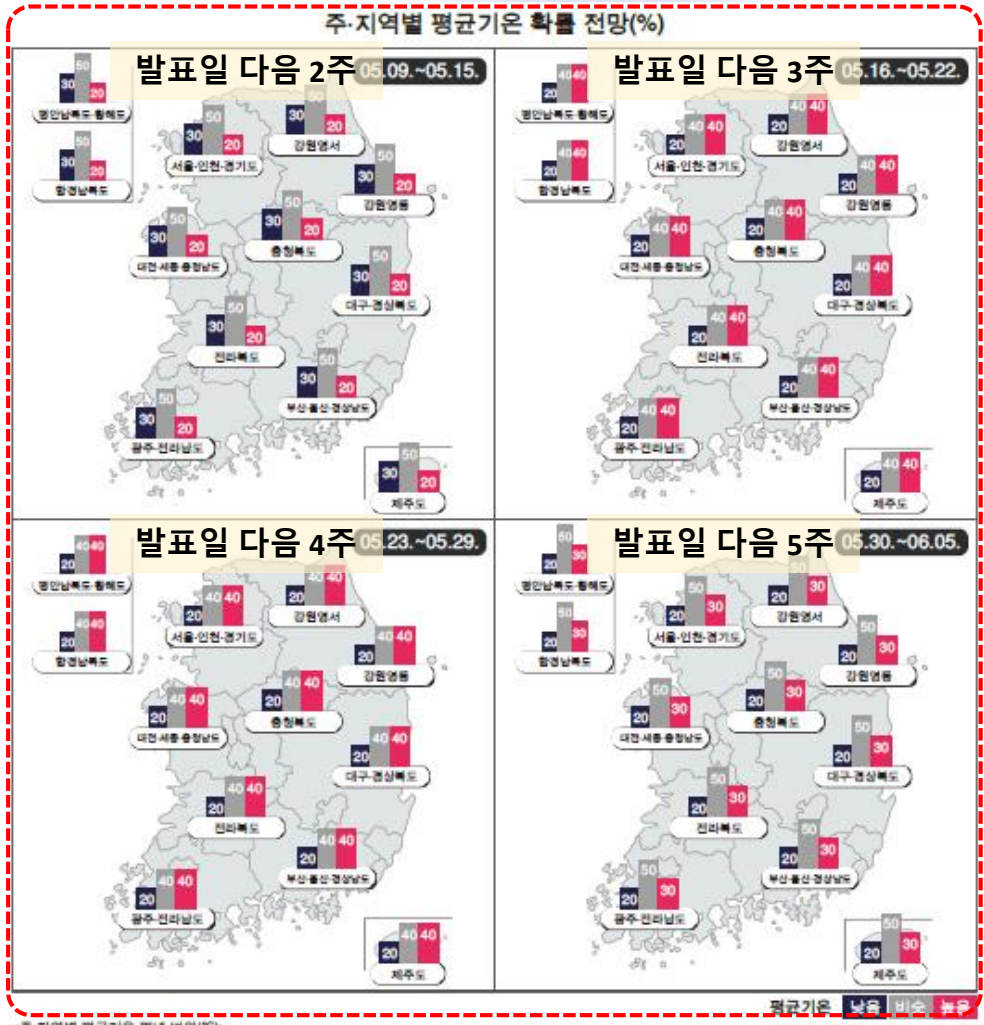 주·지역별 평균기온 확률 전망(%)
발표일 다음 2주 05.09.~05.15.
30 50 20
평안남북도·황해도
30 50 20
함경남북도
30 50 20
서울·인천·경기도
30 50 20
강원영서
30 50 20
강원영동
30 50 20
대전·세종·충청남도
30 50 20
충청북도
30 50 20
대구·경상북도
30 50 20
전라북도
30 50 20
부산·울산·경상남도
30 50 20
광주·전라남도
30 50 20
제주도
발표일 다음 3주 05.16.~05.22.
20 40 40
평안남북도·황해도
20 40 40
함경남북도
20 40 40
서울·인천·경기도
20 40 40
강원영서
20 40 40
강원영동
20 40 40
대전·세종·충청남도
20 40 40
충청북도
20 40 40
대구·경상북도
20 40 40
전라북도
20 40 40
부산·울산·경상남도
20 40 40
광주·전라남도
20 40 40
제주도
발표일 다음 4주 05.23.~05.29.
20 40 40
평안남북도·황해도
20 40 40
함경남북도
20 40 40
서울·인천·경기도
20 40 40
강원영서
20 40 40
강원영동
20 40 40
대전·세종·충청남도
20 40 40
충청북도
20 40 40
대구·경상북도
20 40 40
전라북도
20 40 40
부산·울산·경상남도
20 40 40
광주·전라남도
20 40 40
제주도
발표일 다음 5주 05.30.~06.05.
20 50 30
평안남북도·황해도
20 50 30
함경남북도
20 50 30
서울·인천·경기도
20 50 30
강원영서
20 50 30
강원영동
20 50 30
대전·세종·충청남도
20 50 30
충청북도
20 50 30
대구·경상북도
20 50 30
전라북도
20 50 30
부산·울산·경상남도
20 50 30
광주·전라남도
20 50 30
제주도
평균기온 낮음 비슷 높음